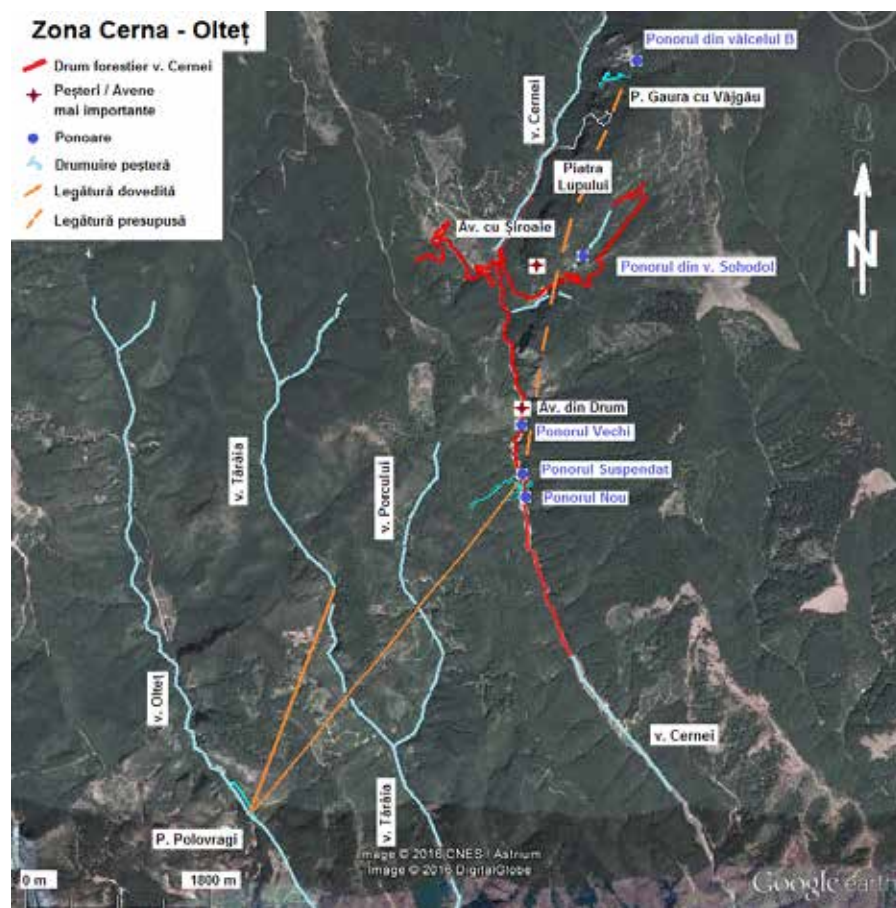 Zona Cerna - Olteț
Drum forestier v. Cernei
Peșteri / Avene
mai importante
Ponoare
Drumuire peșteră
Legătură dovedită
Legătură presupusă
Ponorul din vâlcelul B
P. Gaura cu Vâjgău
v. Cernei
Piatra
Lupului
Av. cu Șiroaie
Ponorul din v. Sohodol
N
Av. din Drum
Ponorul Vechi
v. Tărâia
v. Porcului
Ponorul Suspendat
Ponorul Nou
v. Olteț
v. Cernei
v. Tărâia
P. Polovragi
Image © 2016 CNES / Astrium
Image © 2016 DigitalGlobe
0 m
1800 m
Google earth